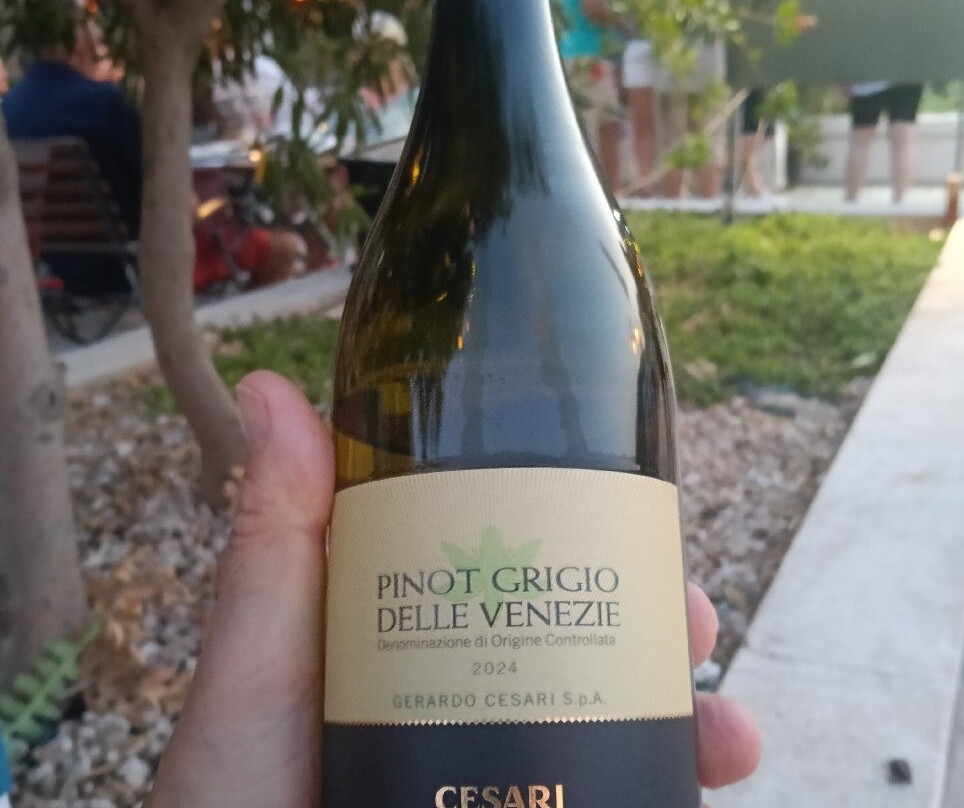 PINOT GRIGIO
DELLE VENEZIE
Denominazione di Origine Controllata
2024
GERARDO CESARI S.p.A.
CESARI